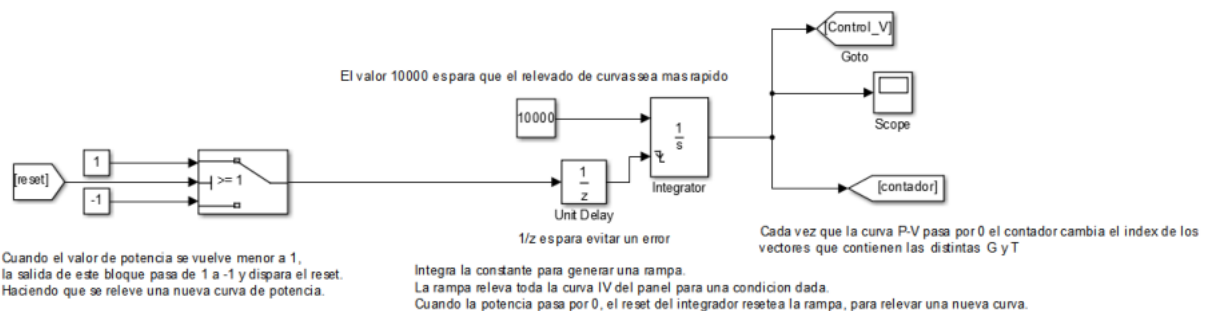 [Control_V]
Goto
El valor 10000 es para que el relevado de curvas sea mas rapido
10000
1
s
Scope
1
[reset]
>= 1
-1
1
z
Integrator
[contador]
Unit Delay
1/z es para evitar un error
Cada vez que la curva P-V pasa por 0 el contador cambia el index de los
vectores que contienen las distintas G y T
Cuando el valor de potencia se vuelve menor a 1,
la salida de este bloque pasa de 1 a -1 y dispara el reset.
Haciendo que se releve una nueva curva de potencia.
Integra la constante para generar una rampa.
La rampa releva toda la curva IV del panel para una condicion dada.
Cuando la potencia pasa por 0, el reset del integrador resetea la rampa, para relevar una nueva curva.